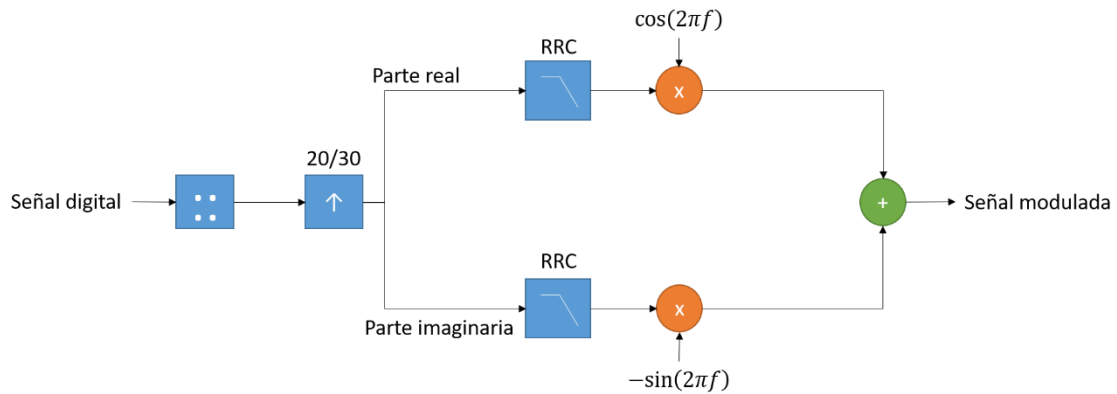 cos(2πf)
RRC
Parte real
x
20/30
Señal digital
↑
+
Señal modulada
RRC
Parte imaginaria
x
−sin(2πf)